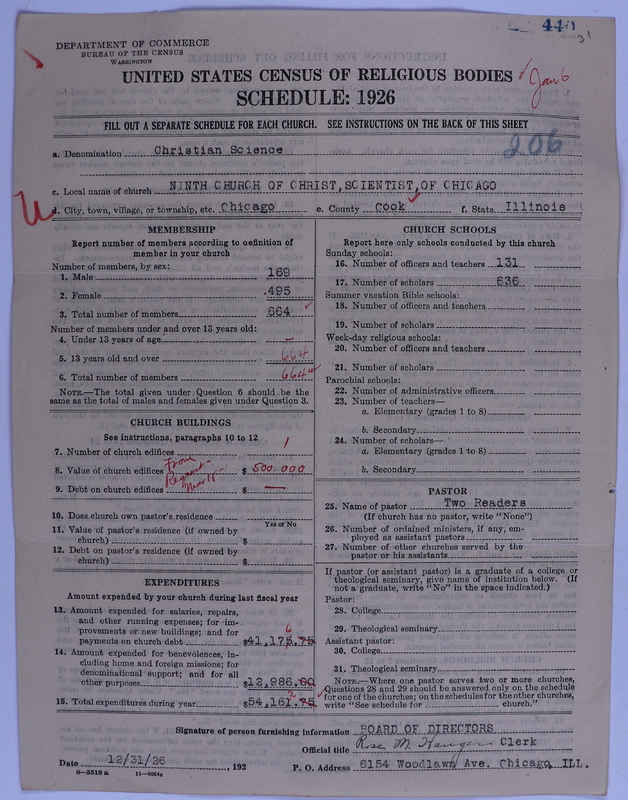 440
31
DEPARTMENT OF COMMERCE
BUREAU OF THE CENSUS
WASHINGTON
UNITED STATES CENSUS OF RELIGIOUS BODIES
SCHEDULE: 1926
Jan 6
FILL OUT A SEPARATE SCHEDULE FOR EACH CHURCH. SEE INSTRUCTIONS ON THE BACK OF THIS SHEET
206
a. Denomination Christian Science
c. Local name of church NINTH CHURCH OF CHRIST,SCIENTIST,OF CHICAGO
d. City, town, village, or township, etc. Chicago e. County Cook f. State Illinois
MEMBERSHIP
Report number of members according to definition of
member in your church
Number of members, by sex:
1. Male 169
2. Female 495
3. Total number of members 664
Number of members under and over 13 years old:
4. Under 13 years of age —
5. 13 years old and over 664
6. Total number of members 664
NOTE.—The total given under Question 6 should be
same as the total of males and females given under Question 3.
CHURCH BUILDINGS
See instructions, paragraphs 10 to 12
7. Number of church edifices 1
8. Value of church edifices $ 500.000
From
9. Debt on church edifices $ —
10. Does church own pastor's residence
Yes or No
11. Value of pastor's residence (if owned by
church) $
12. Debt on pastor's residence (if owned by
church) $
EXPENDITURES
Amount expended by your church during last fiscal year
13. Amount expended for salaries, repairs,
and other running expenses; for im-
provements or new buildings; and for
payments on church debt $41,175.75
6
14. Amount expended for benevolences, in-
cluding home and foreign missions; for
denominational support; and for all
other purposes $12,986.00
15. Total expenditures during year $54,161.75
2
CHURCH SCHOOLS
Report here only schools conducted by this church
Sunday schools:
16. Number of officers and teachers 131
17. Number of scholars 636
Summer vacation Bible schools:
18. Number of officers and teachers
19. Number of scholars
Week-day religious schools:
20. Number of officers and teachers
21. Number of scholars
Parochial schools:
22. Number of administrative officers
23. Number of teachers—
a. Elementary (grades 1 to 8)
b. Secondary
24. Number of scholars—
a. Elementary (grades 1 to 8)
b. Secondary
PASTOR
25. Name of pastor Two Readers
(If church has no pastor, write "None")
26. Number of ordained ministers, if any, em-
ployed as assistant pastors
27. Number of other churches served by the
pastor or his assistants
If pastor (or assistant pastor) is a graduate of a college or
theological seminary, give name of institution below. (If
not a graduate, write "No" in the space indicated.)
Pastor:
28. College
29. Theological seminary
Assistant pastor:
30. College
31. Theological seminary
NOTE.—Where one pastor serves two or more churches,
Questions 28 and 29 should be answered only on the schedule
for one of the churches; on the schedules for the other churches,
write "See schedule for church."
Signature of person furnishing information BOARD OF DIRECTORS
Official title Rose M. Clerk
Date 12/31/26, 192 P. O. Address 6154 Woodlawn Ave. Chicago, ILL.
8—5518 a 11—9864